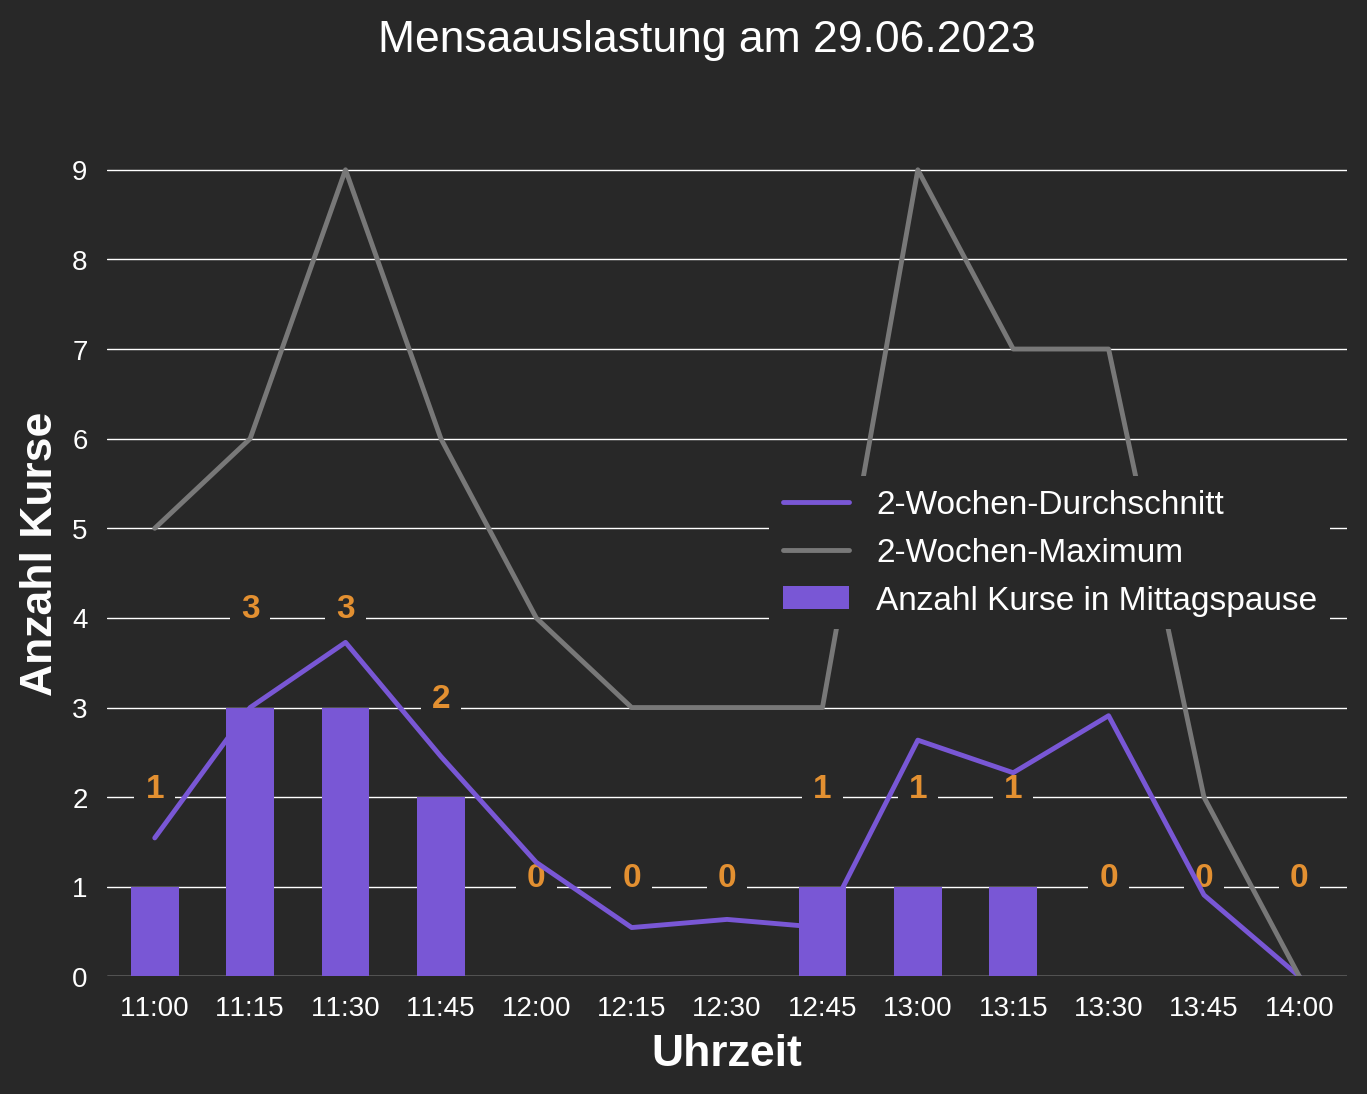 Mensaauslastung am 29.06.2023
Anzahl Kurse
9
8
7
6
5
4
3
2
1
0
2-Wochen-Durchschnitt
2-Wochen-Maximum
Anzahl Kurse in Mittagspause
1 3 3 2 0 0 0 1 1 1 0 0 0
11:00 11:15 11:30 11:45 12:00 12:15 12:30 12:45 13:00 13:15 13:30 13:45 14:00
Uhrzeit